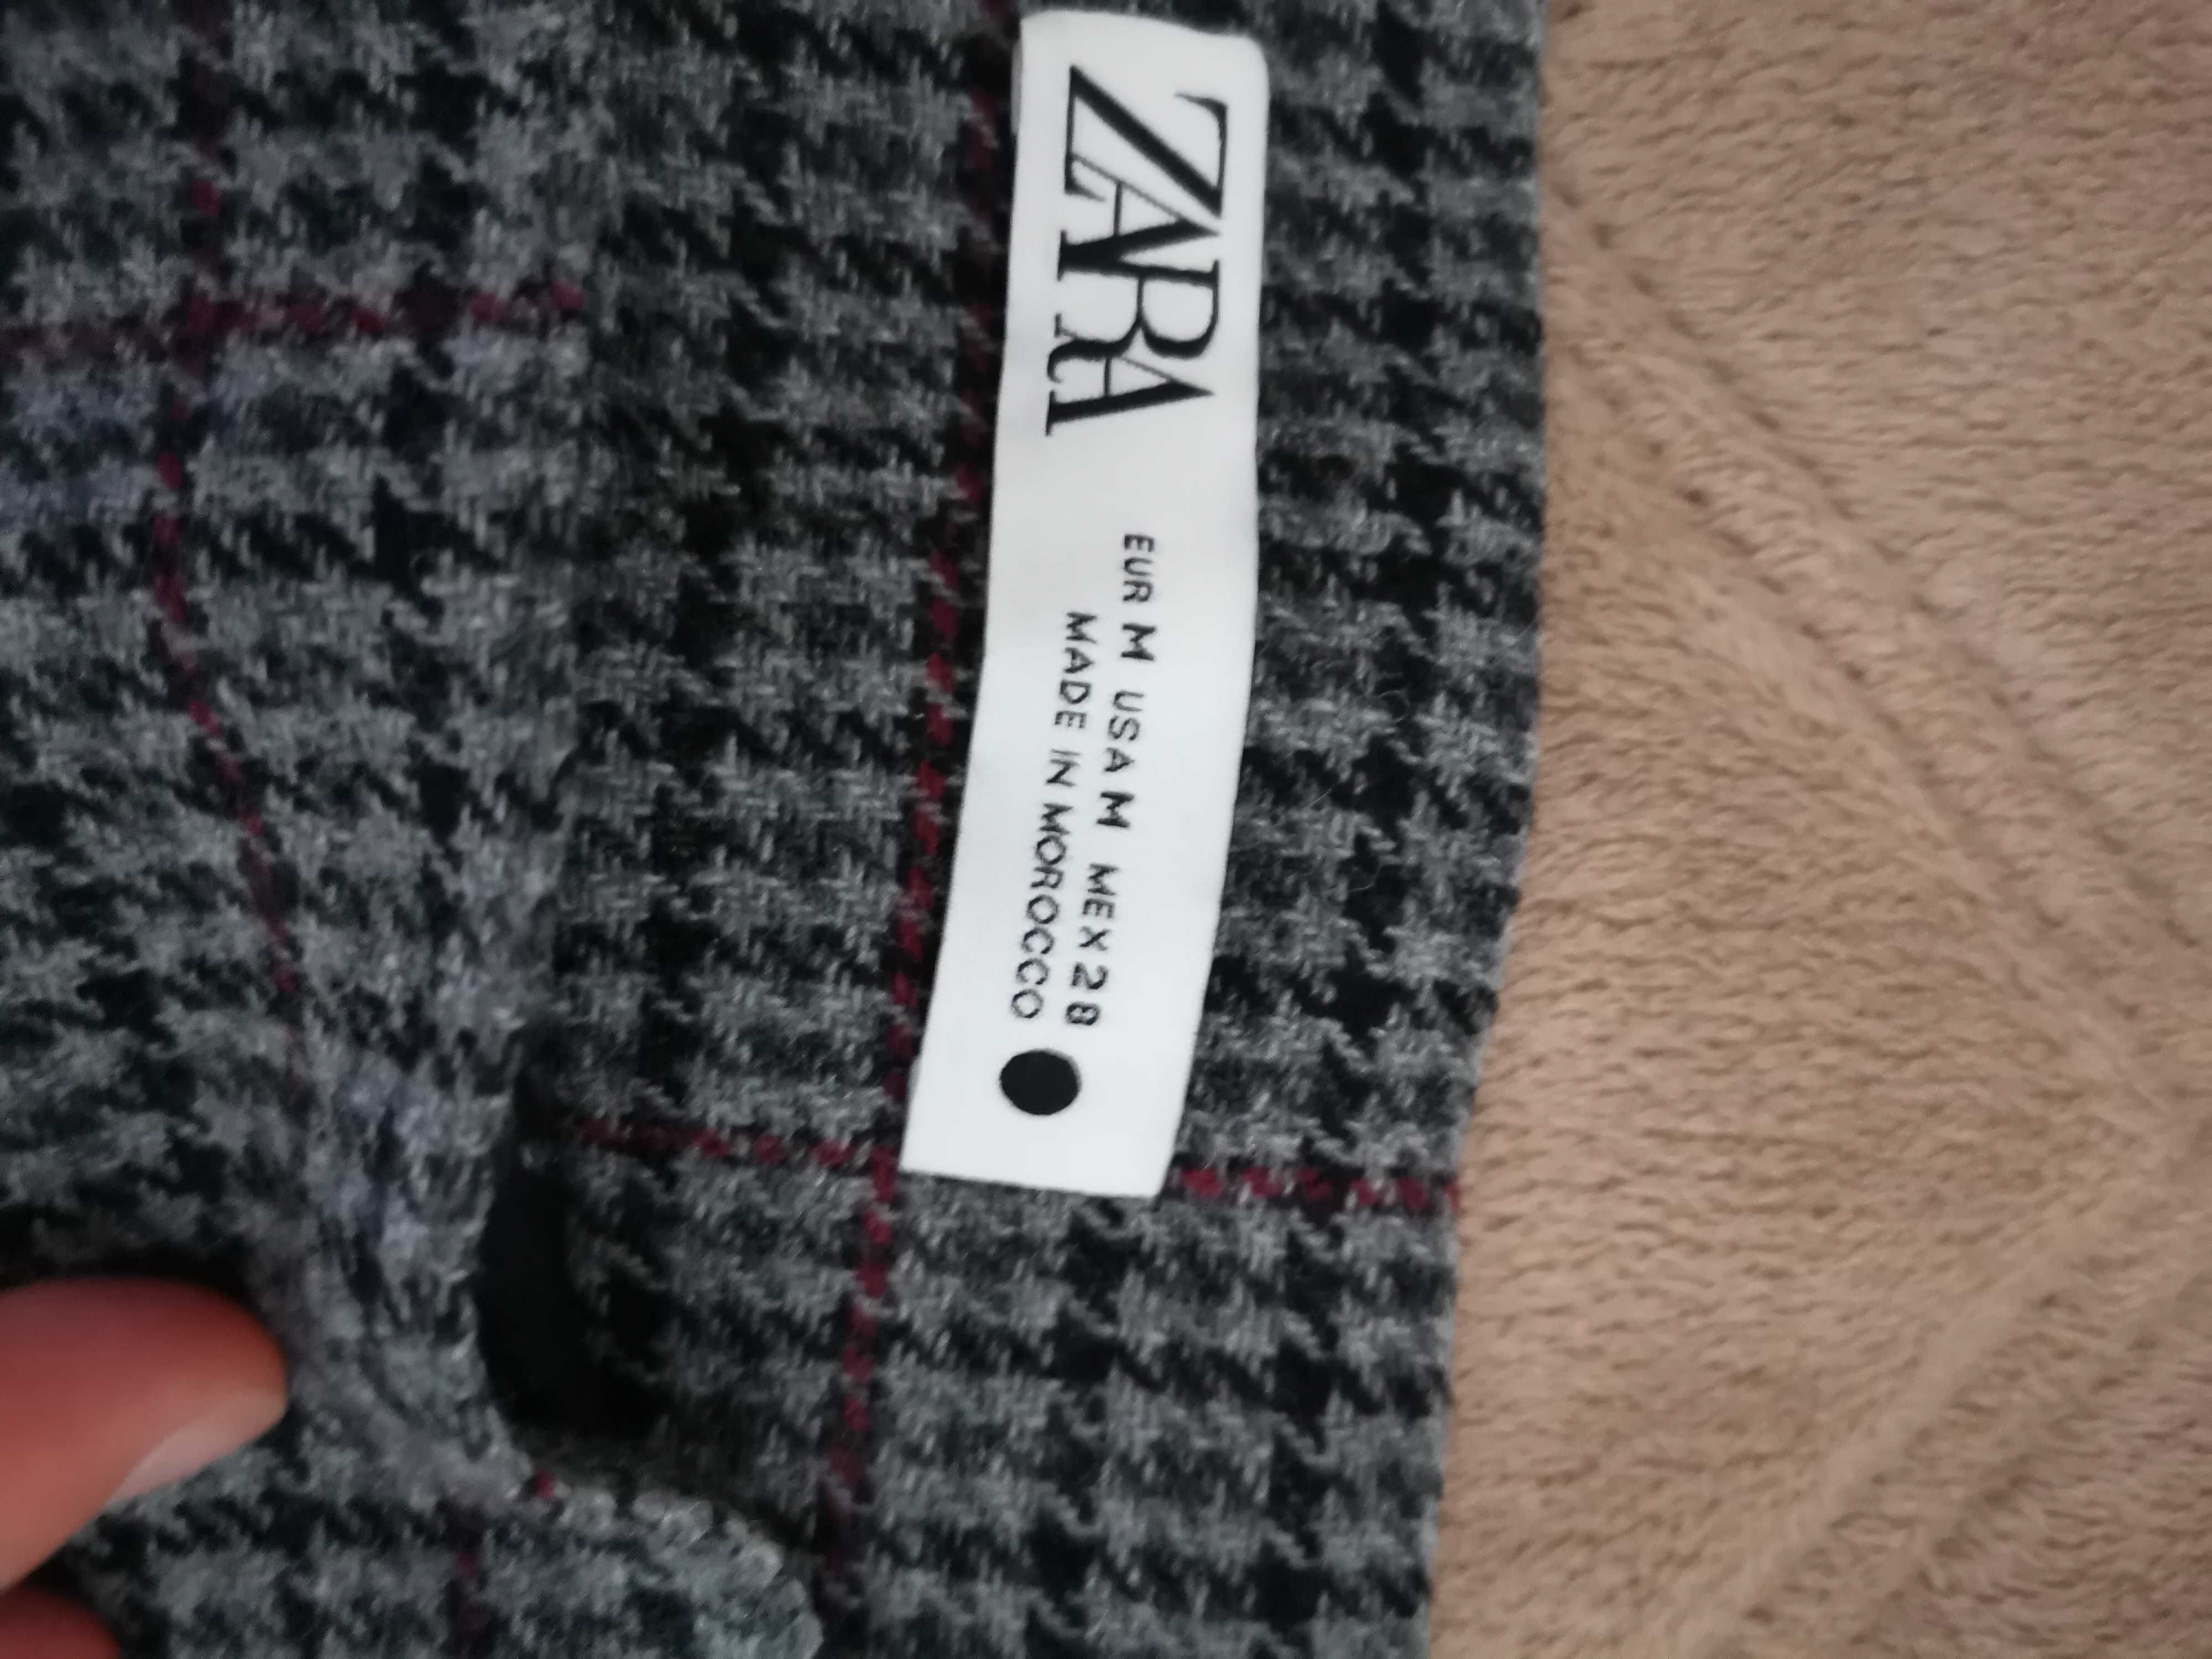 ZARA
EUR M USA M MEX 28
MADE IN MOROCCO